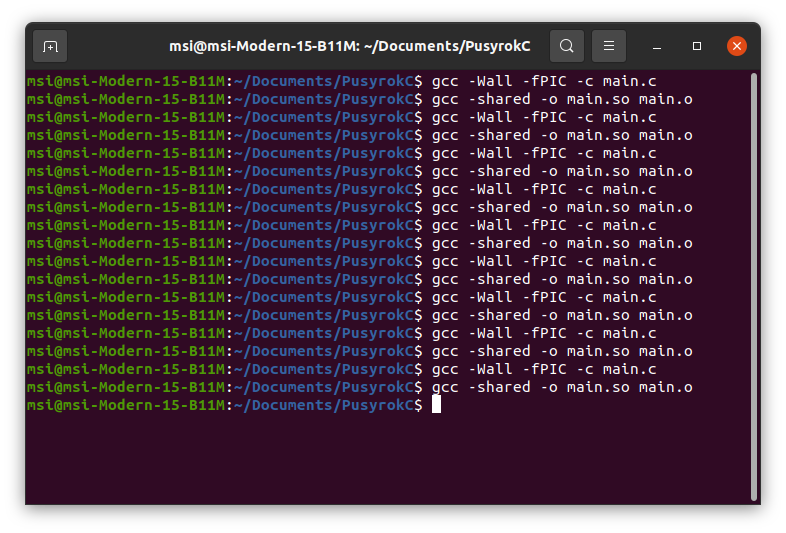 msi@msi-Modern-15-B11M: ~/Documents/PusyrokC
msi@msi-Modern-15-B11M:~/Documents/PusyrokC$ gcc -Wall -fPIC -c main.c
msi@msi-Modern-15-B11M:~/Documents/PusyrokC$ gcc -shared -o main.so main.o
msi@msi-Modern-15-B11M:~/Documents/PusyrokC$ gcc -Wall -fPIC -c main.c
msi@msi-Modern-15-B11M:~/Documents/PusyrokC$ gcc -shared -o main.so main.o
msi@msi-Modern-15-B11M:~/Documents/PusyrokC$ gcc -Wall -fPIC -c main.c
msi@msi-Modern-15-B11M:~/Documents/PusyrokC$ gcc -shared -o main.so main.o
msi@msi-Modern-15-B11M:~/Documents/PusyrokC$ gcc -Wall -fPIC -c main.c
msi@msi-Modern-15-B11M:~/Documents/PusyrokC$ gcc -shared -o main.so main.o
msi@msi-Modern-15-B11M:~/Documents/PusyrokC$ gcc -Wall -fPIC -c main.c
msi@msi-Modern-15-B11M:~/Documents/PusyrokC$ gcc -shared -o main.so main.o
msi@msi-Modern-15-B11M:~/Documents/PusyrokC$ gcc -Wall -fPIC -c main.c
msi@msi-Modern-15-B11M:~/Documents/PusyrokC$ gcc -shared -o main.so main.o
msi@msi-Modern-15-B11M:~/Documents/PusyrokC$ gcc -Wall -fPIC -c main.c
msi@msi-Modern-15-B11M:~/Documents/PusyrokC$ gcc -shared -o main.so main.o
msi@msi-Modern-15-B11M:~/Documents/PusyrokC$ gcc -Wall -fPIC -c main.c
msi@msi-Modern-15-B11M:~/Documents/PusyrokC$ gcc -shared -o main.so main.o
msi@msi-Modern-15-B11M:~/Documents/PusyrokC$ gcc -Wall -fPIC -c main.c
msi@msi-Modern-15-B11M:~/Documents/PusyrokC$ gcc -shared -o main.so main.o
msi@msi-Modern-15-B11M:~/Documents/PusyrokC$